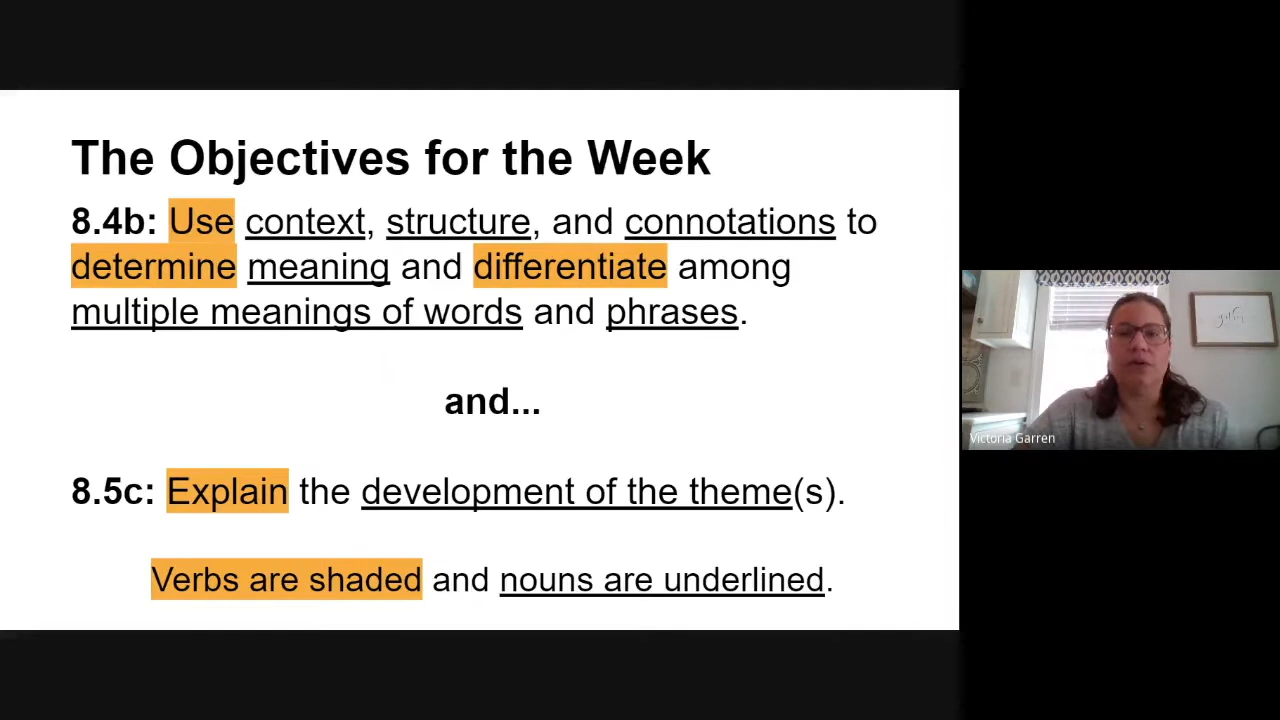 The Objectives for the Week
8.4b: Use context, structure, and connotations to
determine meaning and differentiate among
multiple meanings of words and phrases.
and...
8.5c: Explain the development of the theme(s).
Verbs are shaded and nouns are underlined.
Victoria Garren